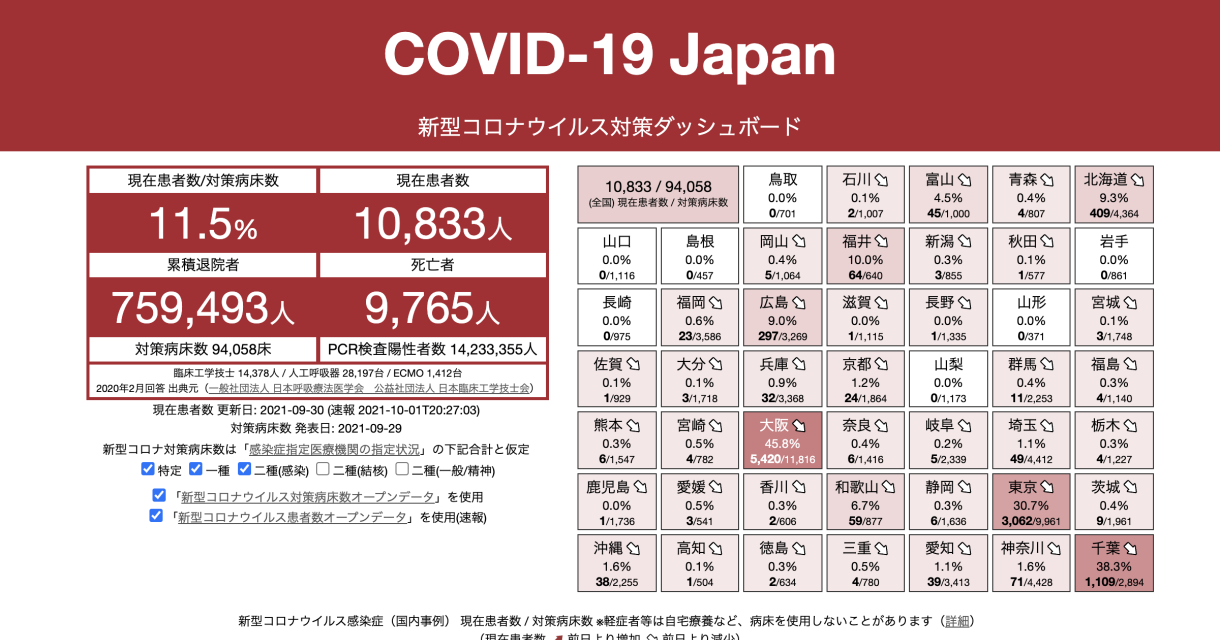 COVID-19 Japan
新型コロナウイルス対策ダッシュボード
現在患者数/対策病床数
現在患者数
11.5%
10,833人
累積退院者
死亡者
759,493人
9,765人
対策病床数 94,058床
PCR検査陽性者数 14,233,355人
臨床工学技士 14,378人 / 人工呼吸器 28,197台 / ECMO 1,412台
2020年2月回答 出典元（一般社団法人 日本呼吸療法医学会　公益社団法人 日本臨床工学技士会）
現在患者数 更新日: 2021-09-30 (速報 2021-10-01T20:27:03)
対策病床数 発表日: 2021-09-29
新型コロナ対策病床数は「感染症指定医療機関の指定状況」の下記合計と仮定
特定 一種 二種(感染) 二種(結核) 二種(一般/精神)
「新型コロナウイルス対策病床数オープンデータ」を使用
「新型コロナウイルス患者数オープンデータ」を使用(速報)
10,833 / 94,058
(全国) 現在患者数 / 対策病床数
鳥取
0.0%
0/701
石川
0.1%
2/1,007
富山
4.5%
45/1,000
青森
0.4%
4/807
北海道
9.3%
409/4,364
山口
0.0%
0/1,116
島根
0.0%
0/457
岡山
0.4%
5/1,064
福井
10.0%
64/640
新潟
0.3%
3/855
秋田
0.1%
1/577
岩手
0.0%
0/861
長崎
0.0%
0/975
福岡
0.6%
23/3,586
広島
9.0%
297/3,269
滋賀
0.0%
1/1,115
長野
0.0%
1/1,335
山形
0.0%
0/371
宮城
0.1%
3/1,748
佐賀
0.1%
1/929
大分
0.1%
3/1,718
兵庫
0.9%
32/3,368
京都
1.2%
24/1,864
山梨
0.0%
0/1,173
群馬
0.4%
11/2,253
福島
0.3%
4/1,140
熊本
0.3%
6/1,547
宮崎
0.5%
4/782
大阪
45.8%
5,420/11,816
奈良
0.4%
6/1,416
岐阜
0.2%
5/2,339
埼玉
1.1%
49/4,412
栃木
0.3%
4/1,227
鹿児島
0.0%
1/1,736
愛媛
0.5%
3/541
香川
0.3%
2/606
和歌山
6.7%
59/877
静岡
0.3%
6/1,636
東京
30.7%
3,062/9,961
茨城
0.4%
9/1,961
沖縄
1.6%
38/2,255
高知
0.1%
1/504
徳島
0.3%
2/634
三重
0.5%
4/780
愛知
1.1%
39/3,413
神奈川
1.6%
71/4,428
千葉
38.3%
1,109/2,894
新型コロナウイルス感染症（国内事例） 現在患者数 / 対策病床数 ※軽症者等は自宅療養など、病床を使用しないことがあります（詳細）
（現在患者数 前日より増加 前日より減少）